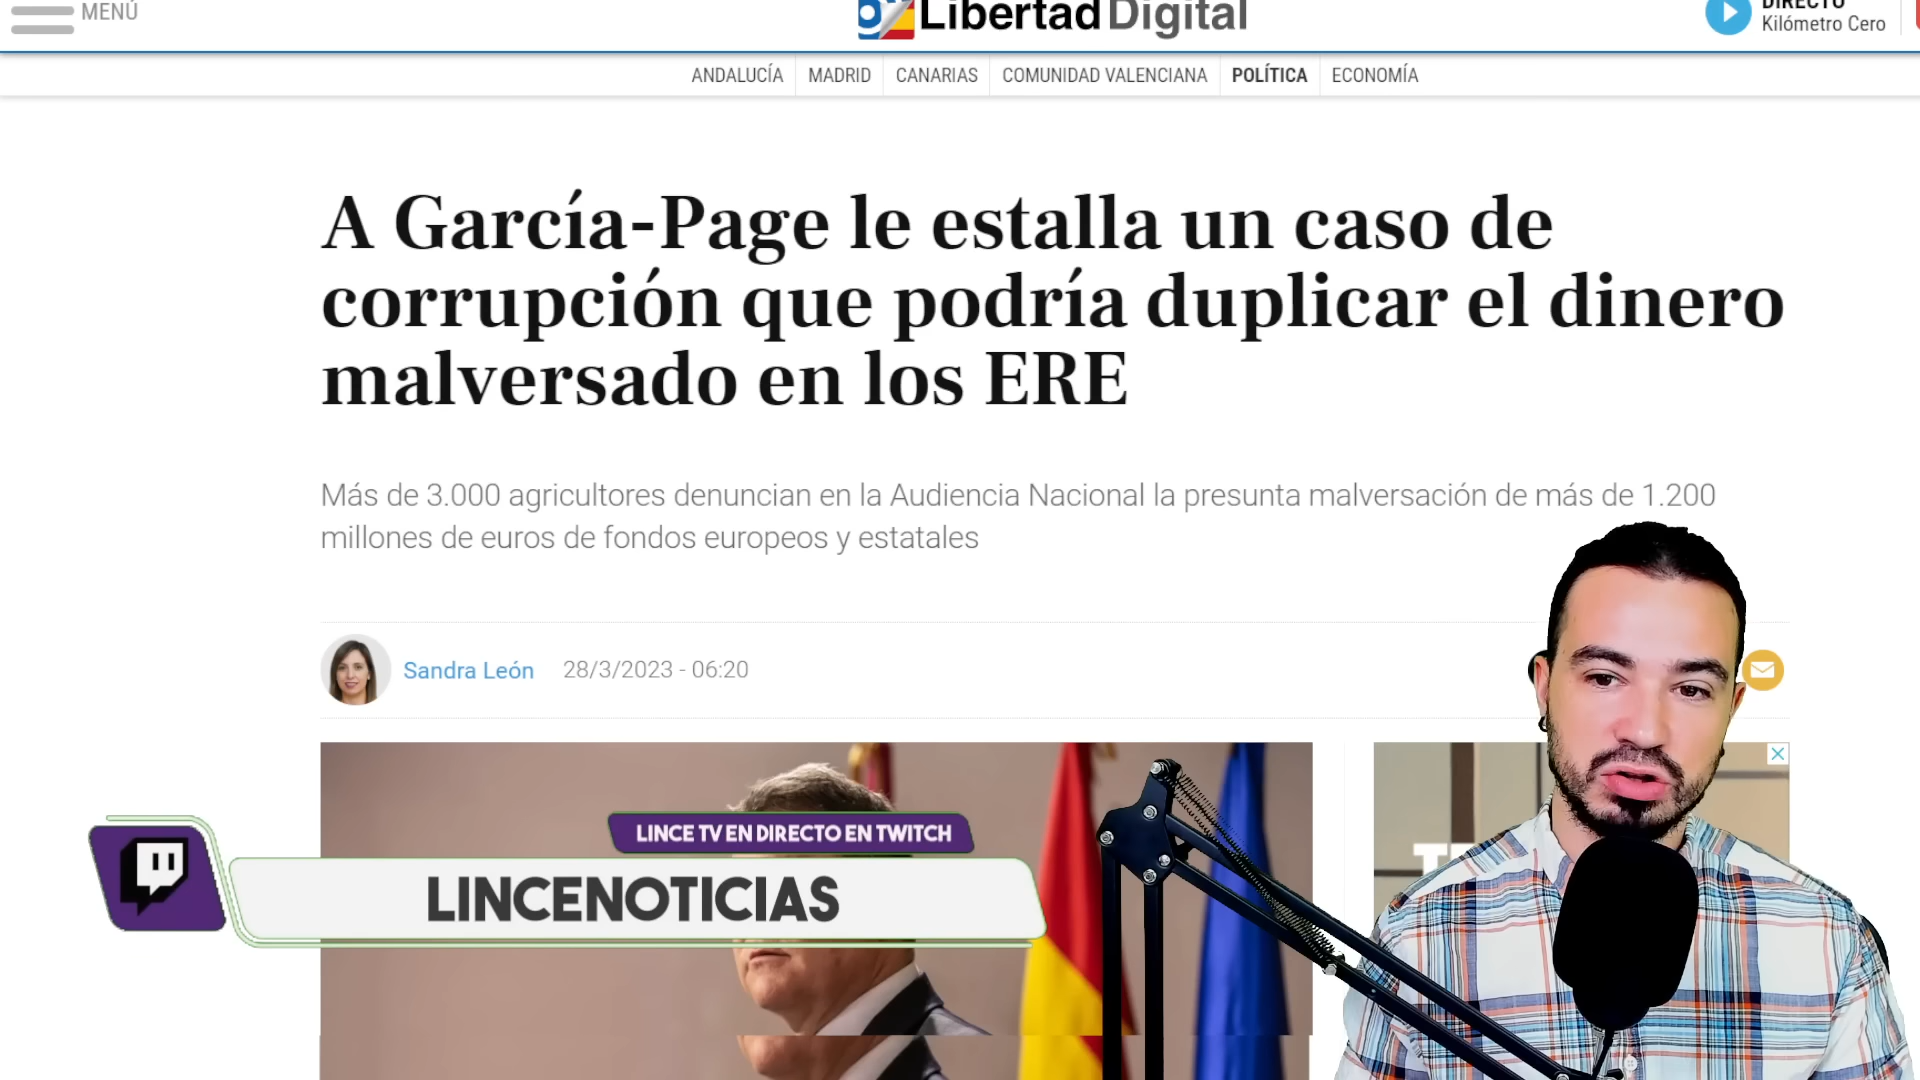 MENÚ
Libertad Digital
DIRECTO
Kilómetro Cero
ANDALUCÍA MADRID CANARIAS COMUNIDAD VALENCIANA POLÍTICA ECONOMÍA
A García-Page le estalla un caso de
corrupción que podría duplicar el dinero
malversado en los ERE
Más de 3.000 agricultores denuncian en la Audiencia Nacional la presunta malversación de más de 1.200
millones de euros de fondos europeos y estatales
Sandra León 28/3/2023 - 06:20
LINCE TV EN DIRECTO EN TWITCH
LINCENOTICIAS